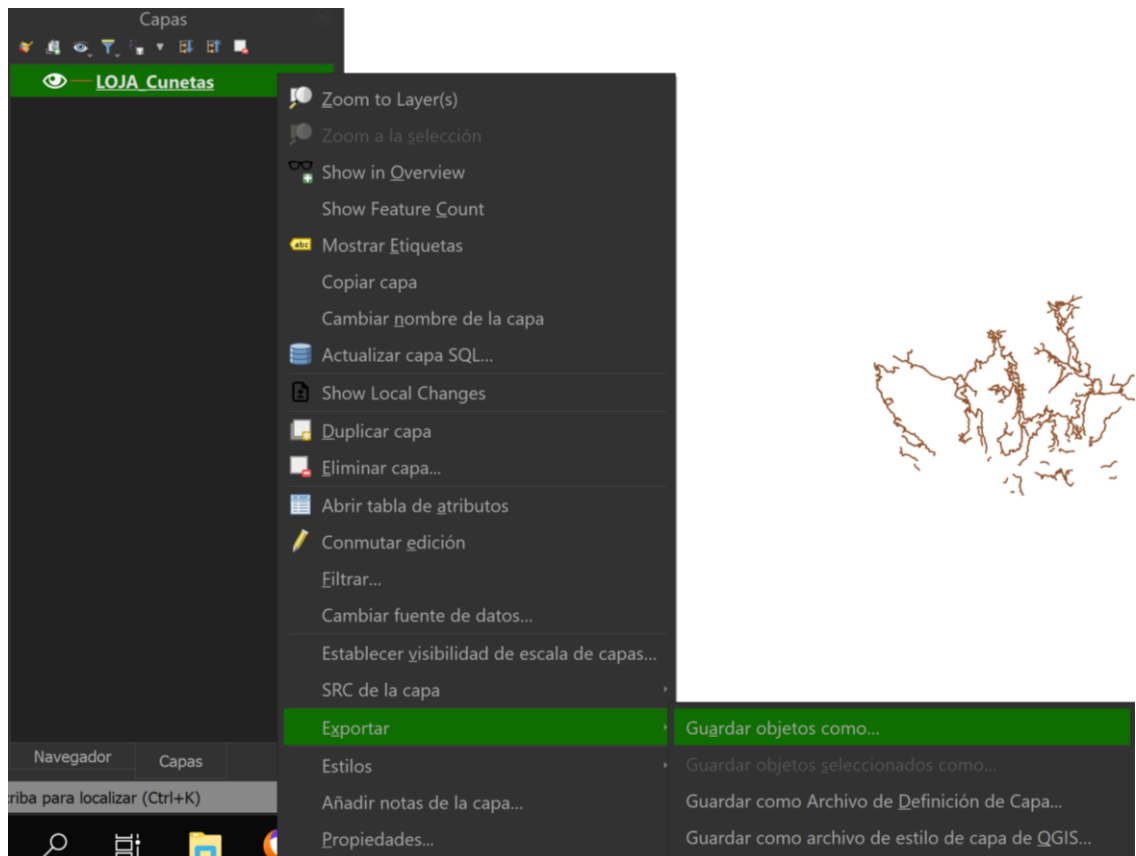 Capas
LOJA_Cunetas
Zoom to Layer(s)
Zoom a la selección
Show in Overview
Show Feature Count
abc Mostrar Etiquetas
Copiar capa
Cambiar nombre de la capa
Actualizar capa SQL...
Show Local Changes
Duplicar capa
Eliminar capa...
Abrir tabla de atributos
Conmutar edición
Filtrar...
Cambiar fuente de datos...
Establecer visibilidad de escala de capas...
SRC de la capa
Exportar
Guardar objetos como...
Estilos
Guardar objetos seleccionados como...
Añadir notas de la capa...
Guardar como Archivo de Definición de Capa...
Propiedades...
Guardar como archivo de estilo de capa de QGIS...
Navegador
Capas
criba para localizar (Ctrl+K)